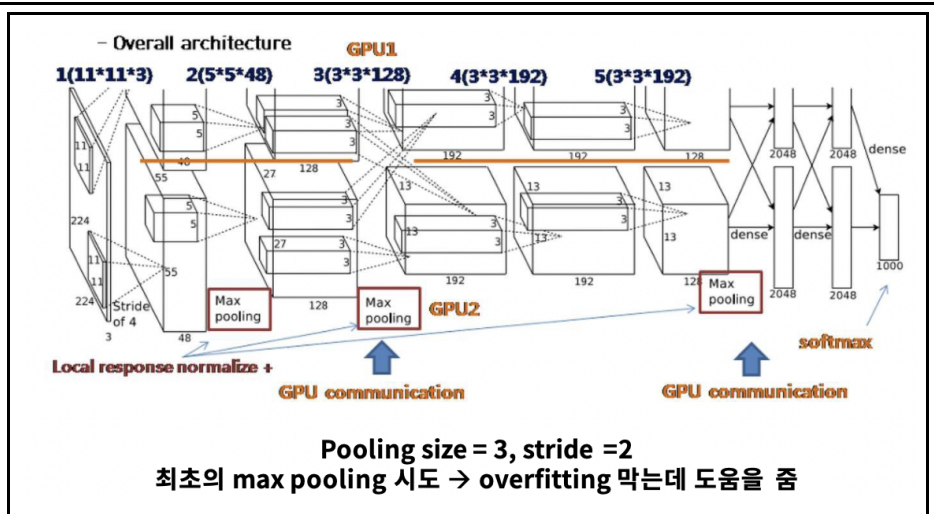 – Overall architecture
GPU1
1(11*11*3) 2(5*5*48) 3(3*3*128) 4(3*3*192) 5(3*3*192)
3 3 3
5 3 3
5 3 3
11
11
48 128 192 192 128 2048 2048 dense
55 27 13 13 13
5 3 3
5 3 3
224 27 3 13 3 13 13 dense dense
11 55 3
11
224 Stride of 4 192 192 128 1000
3 48 128 2048 2048
Max pooling
Max pooling
Max pooling
GPU2
softmax
Local response normalize +
GPU communication
GPU communication
Pooling size = 3, stride =2
최초의 max pooling 시도 → overfitting 막는데 도움을 줌